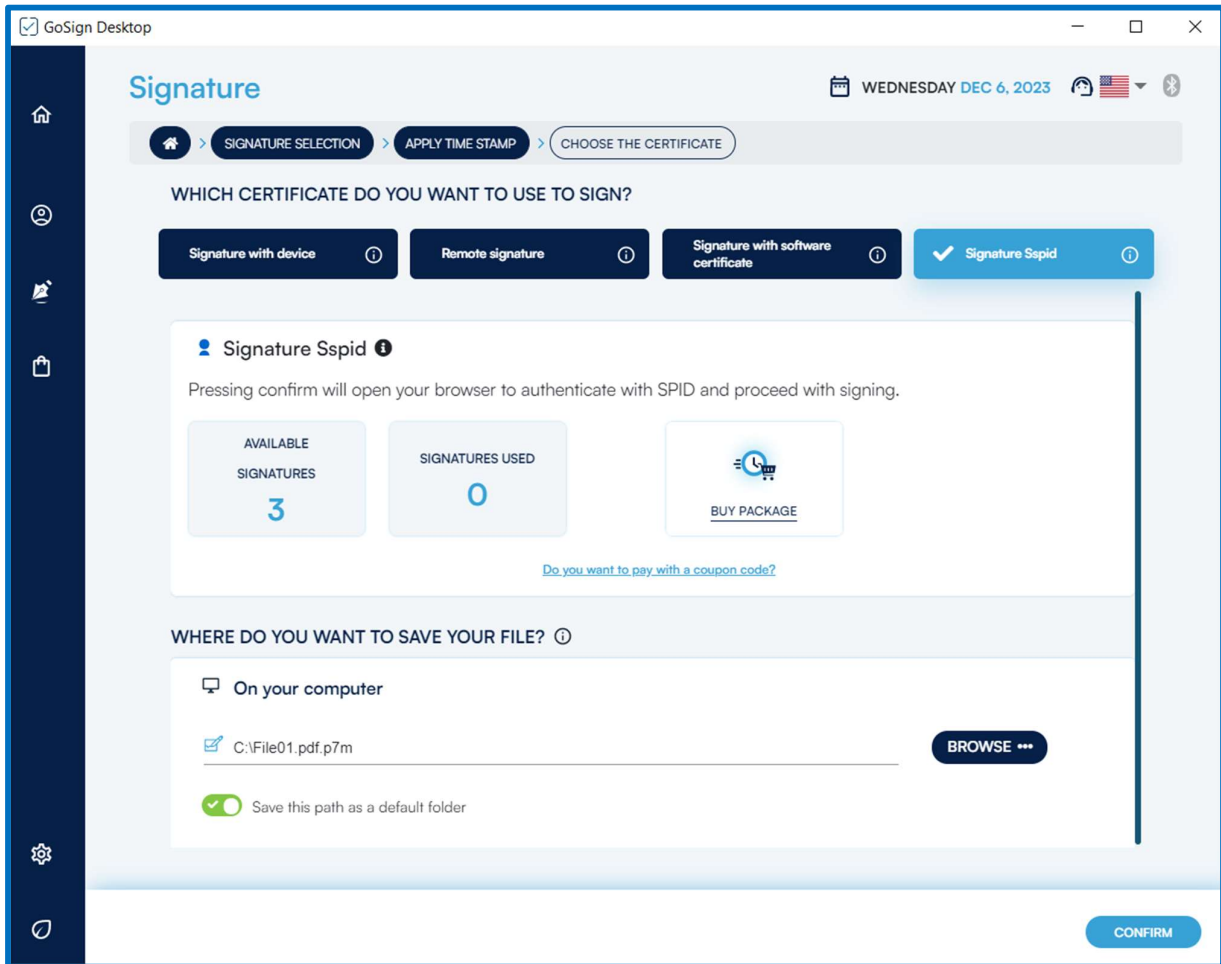 GoSign Desktop
Signature
WEDNESDAY DEC 6, 2023
SIGNATURE SELECTION > APPLY TIME STAMP > CHOOSE THE CERTIFICATE
WHICH CERTIFICATE DO YOU WANT TO USE TO SIGN?
Signature with device
Remote signature
Signature with software
certificate
Signature Sspid
Signature Sspid
Pressing confirm will open your browser to authenticate with SPID and proceed with signing.
AVAILABLE
SIGNATURES
3
SIGNATURES USED
0
BUY PACKAGE
Do you want to pay with a coupon code?
WHERE DO YOU WANT TO SAVE YOUR FILE?
On your computer
C:\File01.pdf.p7m
BROWSE •••
Save this path as a default folder
CONFIRM